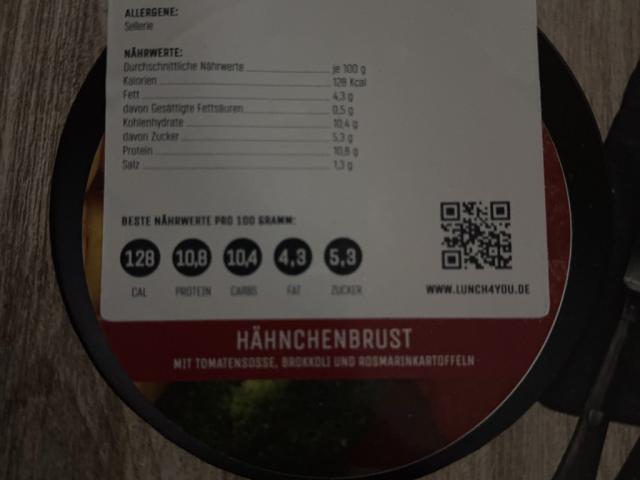 ALLERGENE:
Sellerie
NÄHRWERTE:
Durchschnittliche Nährwerte je 100 g
Kalorien 128 Kcal
Fett 4,3 g
davon Gesättigte Fettsäuren 0,5 g
Kohlenhydrate 10,4 g
davon Zucker 5,3 g
Protein 10,8 g
Salz 1,3 g
BESTE NÄHRWERTE PRO 100 GRAMM:
128 10,8 10,4 4,3 5,3
CAL PROTEIN CARBS FAT ZUCKER
WWW.LUNCH4YOU.DE
HÄHNCHENBRUST
MIT TOMATENSOSSE, BROKKOLI UND ROSMARINKARTOFFELN